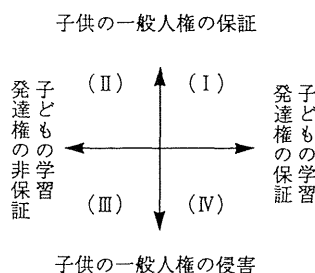 子供の一般人権の保証
(Ⅱ)
(Ⅰ)
子どもの学習
発達権の非保証
子どもの学習
発達権の保証
(Ⅲ)
(Ⅳ)
子供の一般人権の侵害